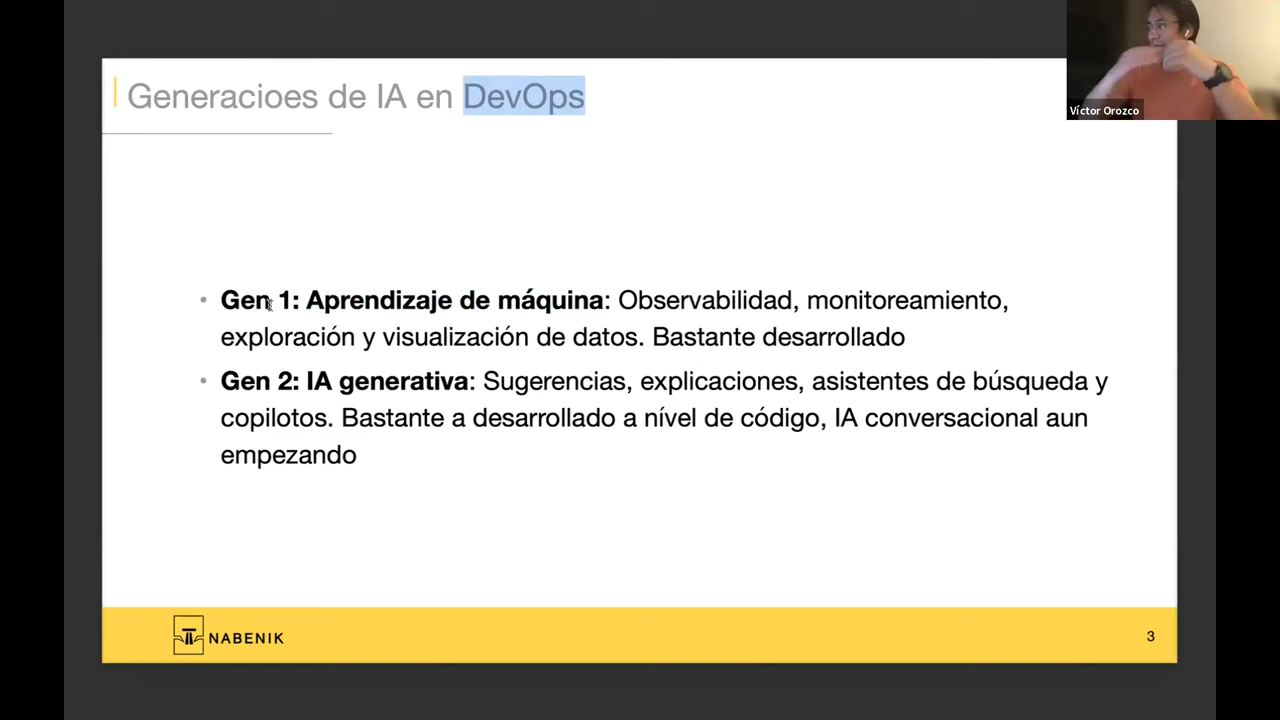 Generacioes de IA en DevOps
Víctor Orozco
• Gen 1: Aprendizaje de máquina: Observabilidad, monitoreamiento,
exploración y visualización de datos. Bastante desarrollado
• Gen 2: IA generativa: Sugerencias, explicaciones, asistentes de búsqueda y
copilotos. Bastante a desarrollado a nível de código, IA conversacional aun
empezando
NABENIK
3